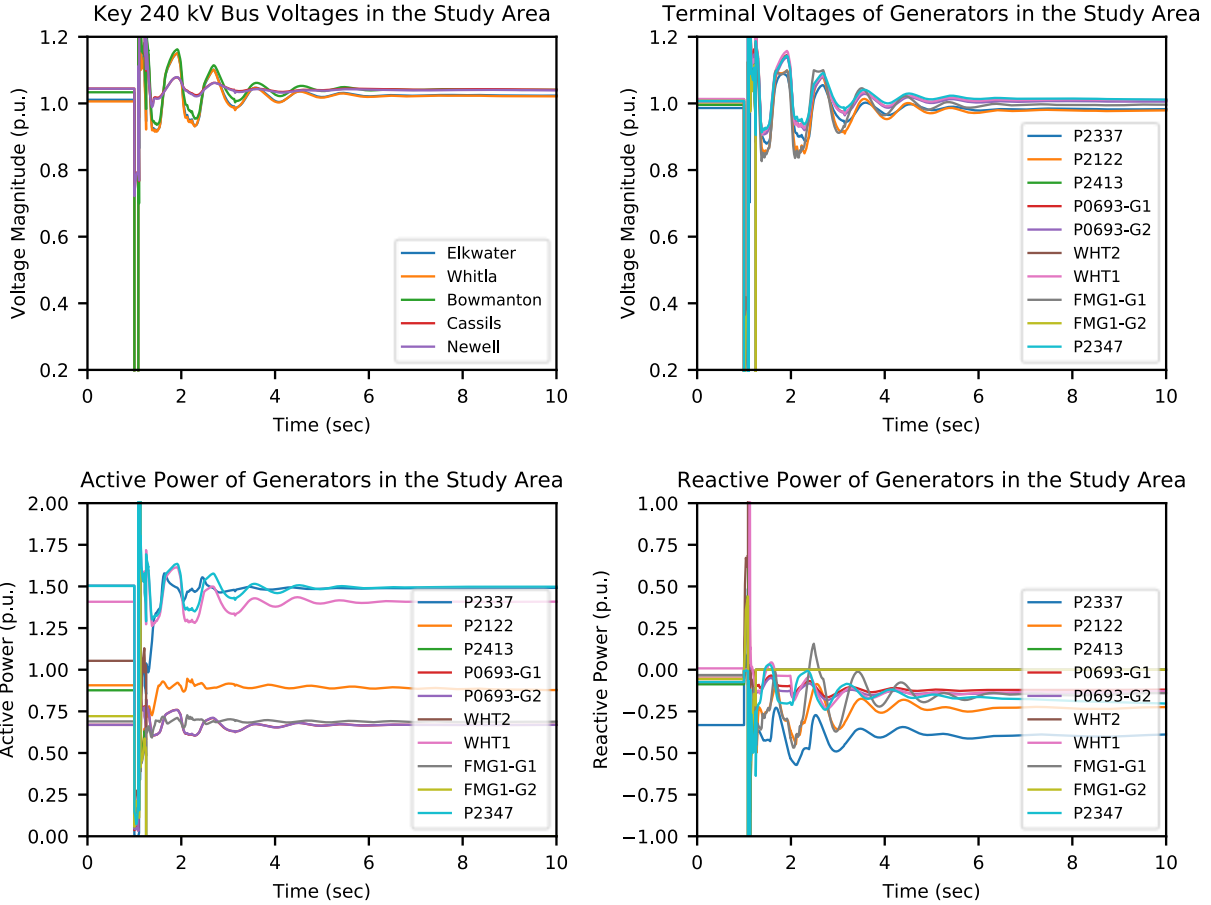 Key 240 kV Bus Voltages in the Study Area
Voltage Magnitude (p.u.)
1.2
1.0
0.8
0.6
0.4
0.2
Elkwater
Whitla
Bowmanton
Cassils
Newell
0 2 4 6 8 10
Time (sec)
Terminal Voltages of Generators in the Study Area
Voltage Magnitude (p.u.)
1.2
1.0
0.8
0.6
0.4
0.2
P2337
P2122
P2413
P0693-G1
P0693-G2
WHT2
WHT1
FMG1-G1
FMG1-G2
P2347
0 2 4 6 8 10
Time (sec)
Active Power of Generators in the Study Area
Active Power (p.u.)
2.00
1.75
1.50
1.25
1.00
0.75
0.50
0.25
0.00
P2337
P2122
P2413
P0693-G1
P0693-G2
WHT2
WHT1
FMG1-G1
FMG1-G2
P2347
0 2 4 6 8 10
Time (sec)
Reactive Power of Generators in the Study Area
Reactive Power (p.u.)
1.00
0.75
0.50
0.25
0.00
−0.25
−0.50
−0.75
−1.00
P2337
P2122
P2413
P0693-G1
P0693-G2
WHT2
WHT1
FMG1-G1
FMG1-G2
P2347
0 2 4 6 8 10
Time (sec)